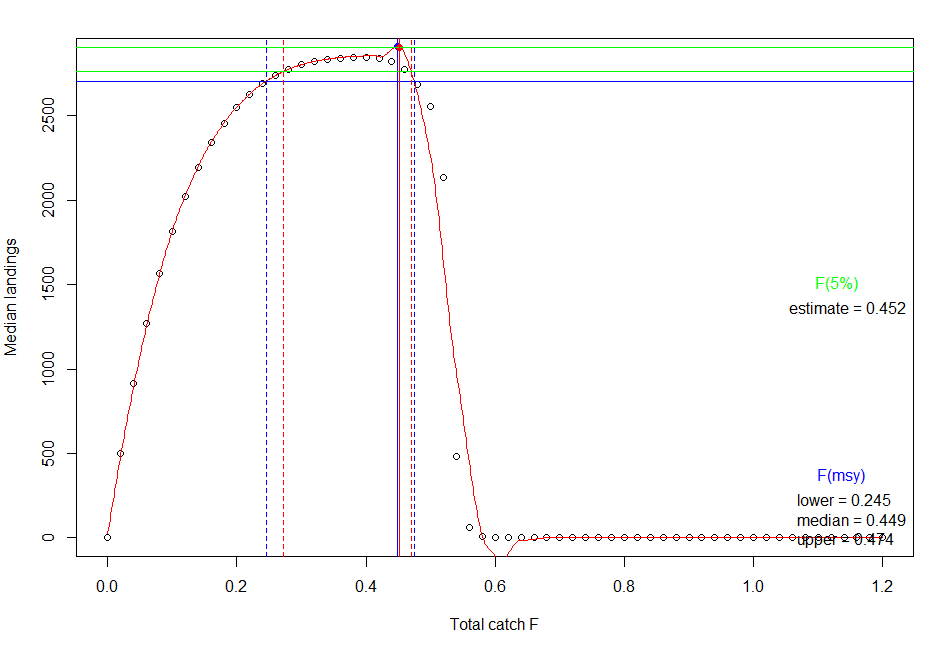 Median landings
2500
2000
1500
1000
500
0
F(5%)
estimate = 0.452
F(msy)
lower = 0.245
median = 0.449
upper = 0.474
0.0 0.2 0.4 0.6 0.8 1.0 1.2
Total catch F